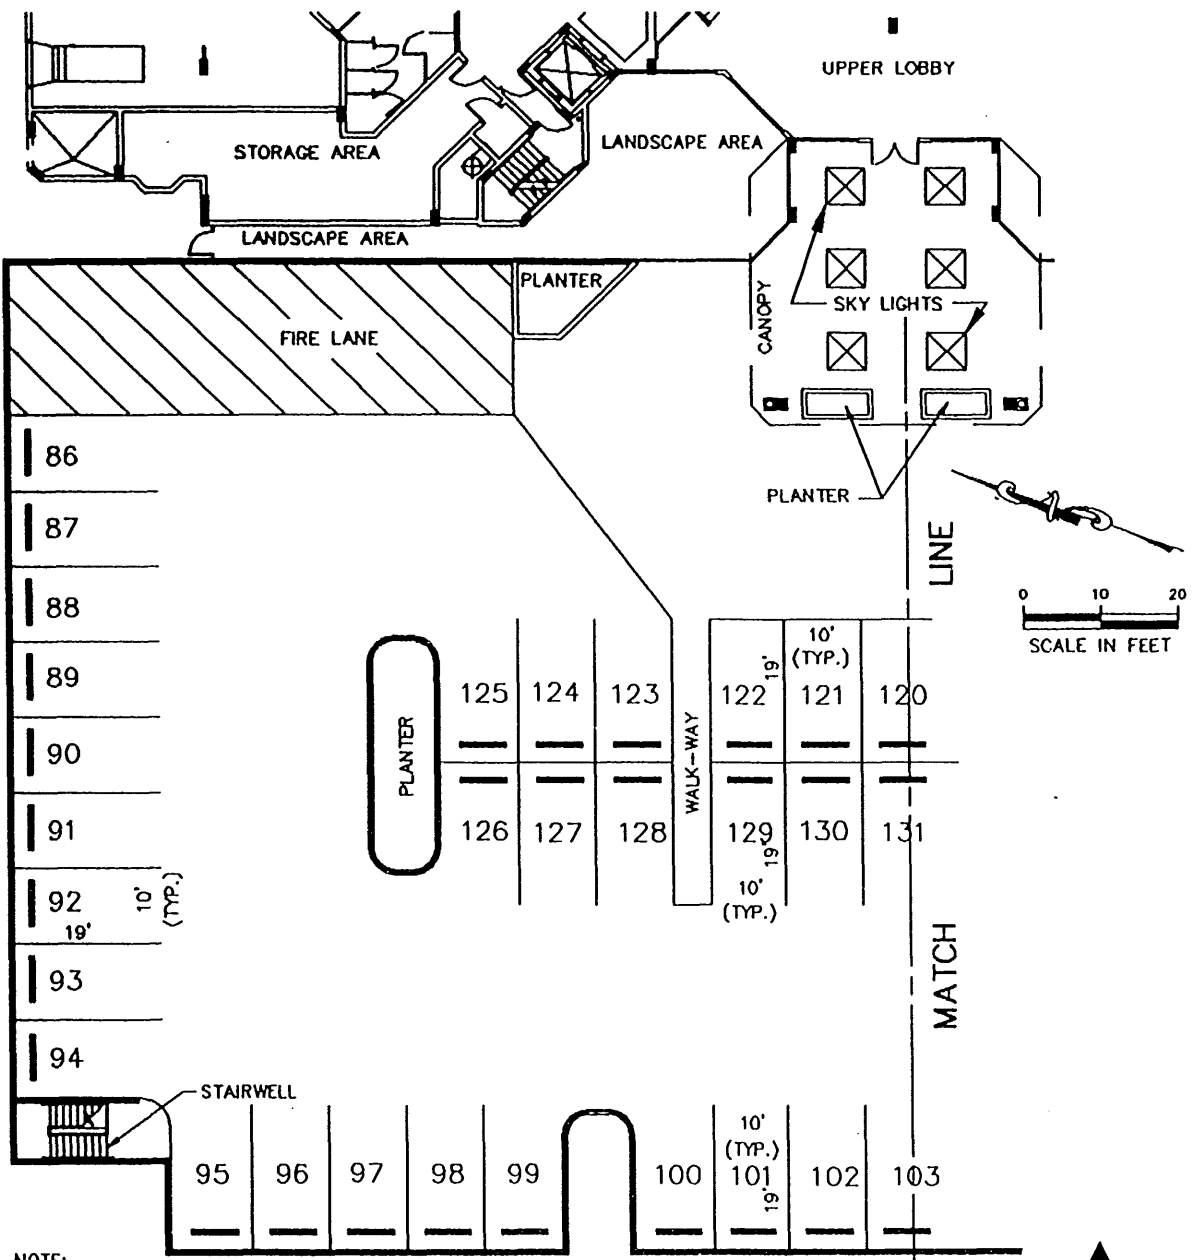 UPPER LOBBY
LANDSCAPE AREA
STORAGE AREA
LANDSCAPE AREA
PLANTER
SKY LIGHTS
CANOPY
FIRE LANE
86
PLANTER
87
LINE
88
0 10 20
SCALE IN FEET
10'
(TYP.)
19'
89
125 124 123 122 121 120
90
PLANTER
WALK-WAY
91
126 127 128 129 130 131
19'
92
19'
10'
(TYP.)
10'
(TYP.)
93
MATCH
94
STAIRWELL
10'
(TYP.)
95 96 97 98 99 100 101 102 103
19'
NOTE: